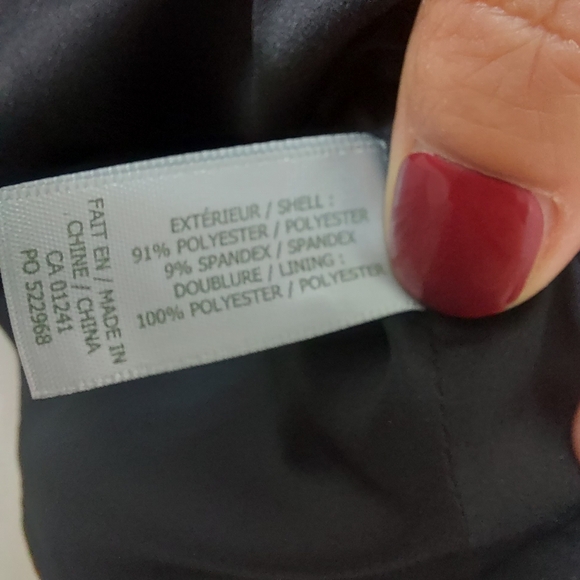 EXTÉRIEUR / SHELL :
91% POLYESTER / POLYESTER
9% SPANDEX / SPANDEX
DOUBLURE / LINING :
100% POLYESTER / POLYESTER
FAIT EN / MADE IN
CHINE / CHINA
CA 01241
PO 522968